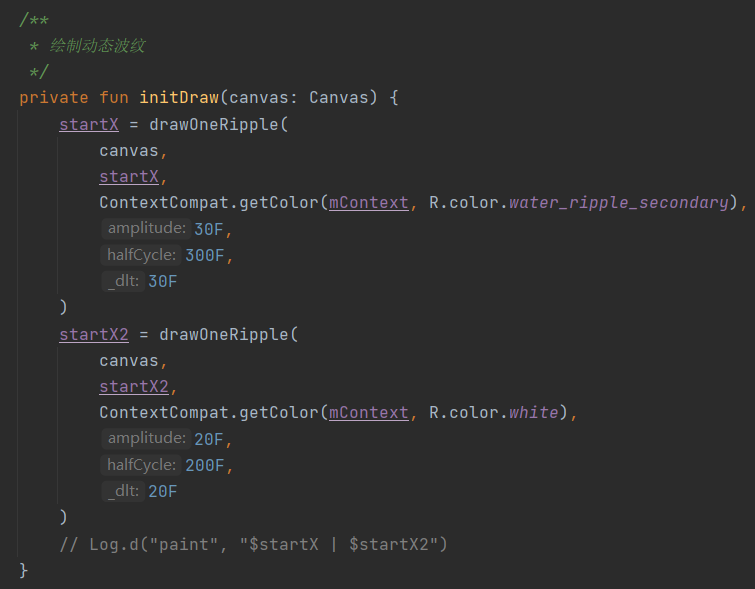 /**
 * 绘制动态波纹
 */
private fun initDraw(canvas: Canvas) {
    startX = drawOneRipple(
        canvas,
        startX,
        ContextCompat.getColor(mContext, R.color.water_ripple_secondary),
        amplitude: 30F,
        halfCycle: 300F,
        _dlt: 30F
    )
    startX2 = drawOneRipple(
        canvas,
        startX2,
        ContextCompat.getColor(mContext, R.color.white),
        amplitude: 20F,
        halfCycle: 200F,
        _dlt: 20F
    )
    // Log.d("paint", "$startX | $startX2")
}